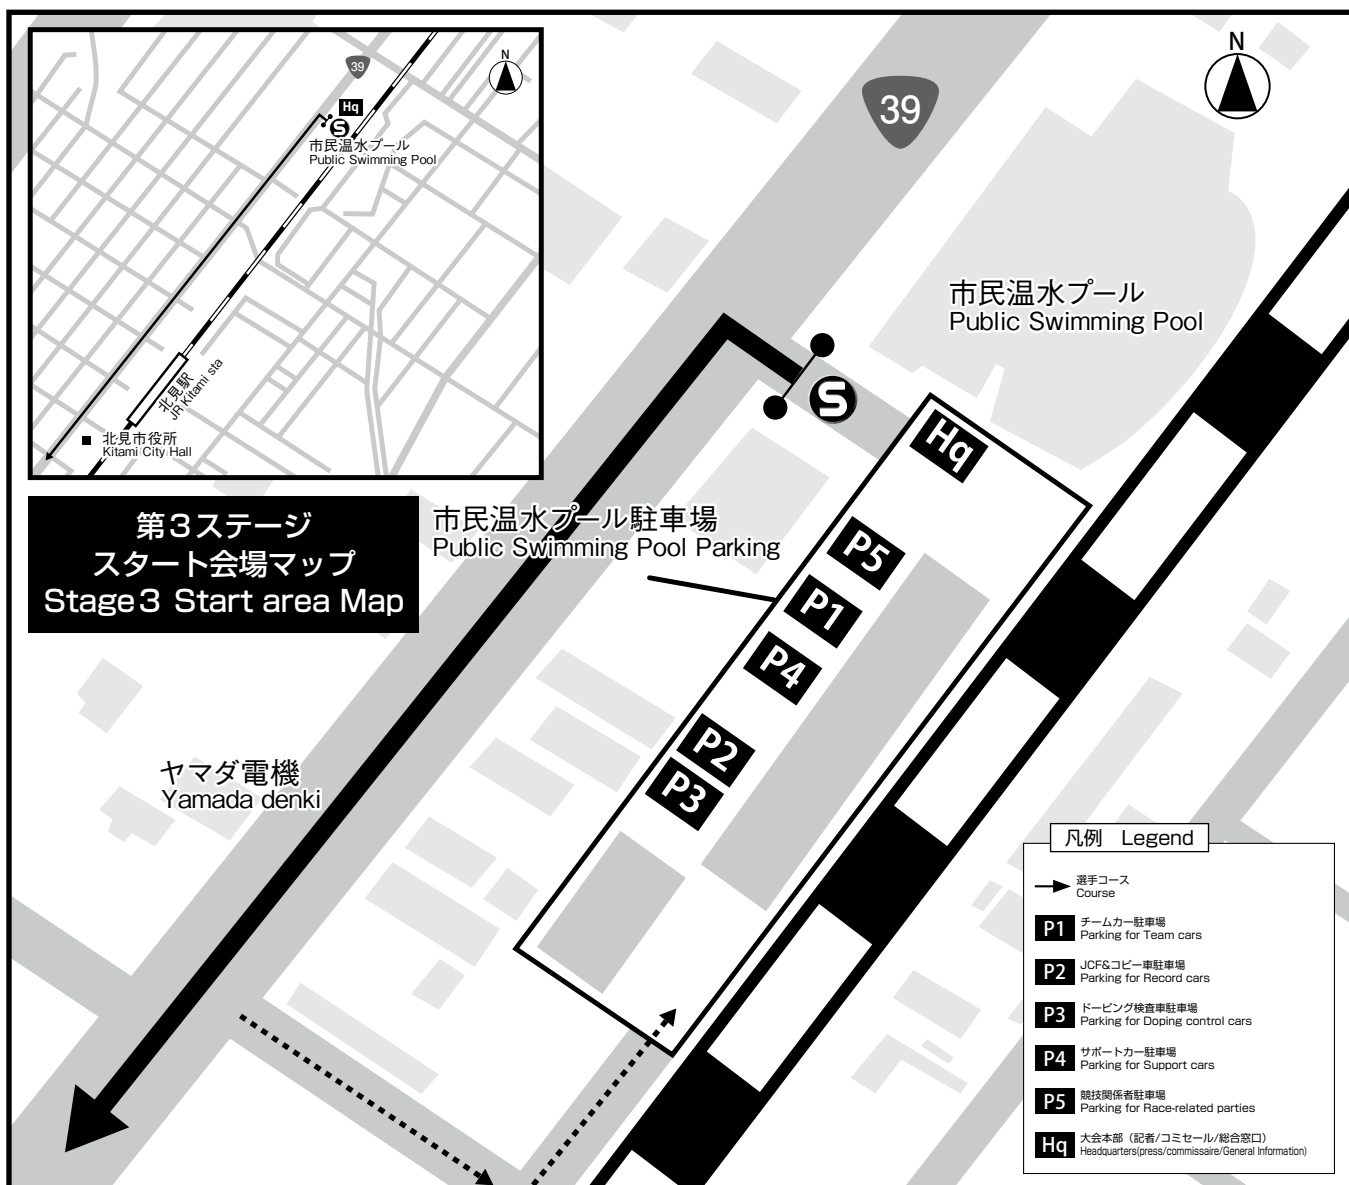 39
N
Hq
S
市民温水プール
Public Swimming Pool
北見駅
JR Kitami sta
北見市役所
Kitami City Hall
第3ステージ
スタート会場マップ
Stage3 Start area Map
39
N
市民温水プール
Public Swimming Pool
S
Hq
市民温水プール駐車場
Public Swimming Pool Parking
P5
P1
P4
P2
P3
ヤマダ電機
Yamada denki
凡例 Legend
選手コース
Course
P1 チームカー駐車場
Parking for Team cars
P2 JCF&コピー車駐車場
Parking for Record cars
P3 ドーピング検査車駐車場
Parking for Doping control cars
P4 サポートカー駐車場
Parking for Support cars
P5 競技関係者駐車場
Parking for Race-related parties
Hq 大会本部（記者/コミセール/総合窓口）
Headquarters(press/commissaire/General Information)